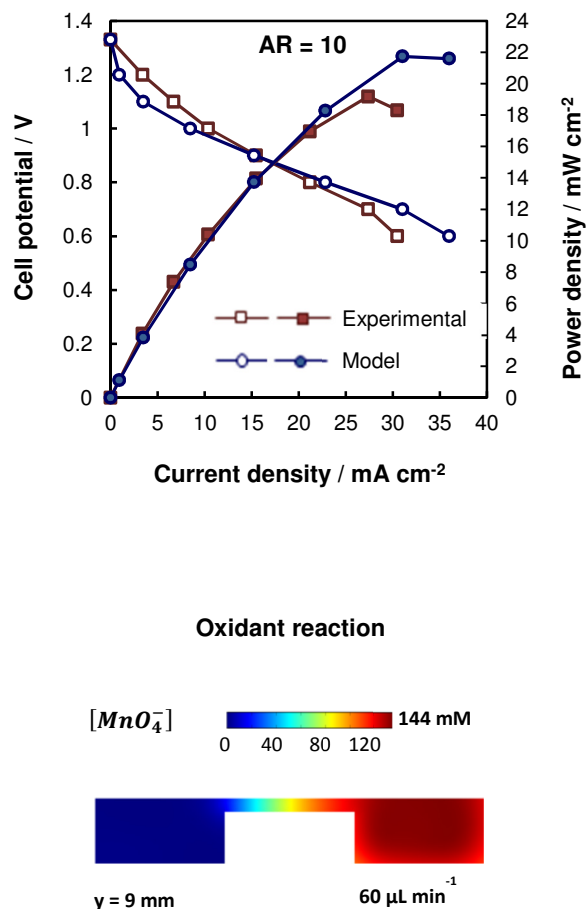 AR = 10
1.4
1.2
1
0.8
0.6
0.4
0.2
0
Cell potential / V
24
22
20
18
16
14
12
10
8
6
4
2
0
Power density / mW cm-2
Experimental
Model
0 5 10 15 20 25 30 35 40
Current density / mA cm-2
Oxidant reaction
[MnO₄⁻] 144 mM
0 40 80 120
y = 9 mm 60 µL min⁻¹